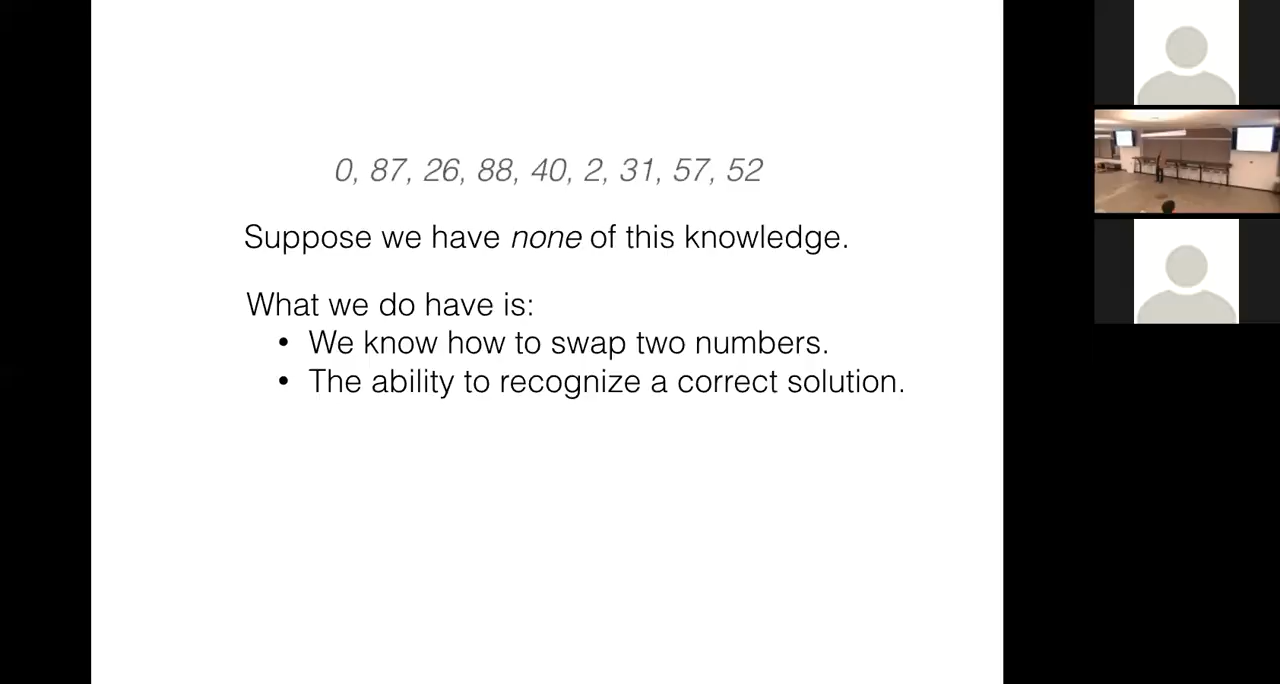 0, 87, 26, 88, 40, 2, 31, 57, 52
Suppose we have none of this knowledge.
What we do have is:
• We know how to swap two numbers.
• The ability to recognize a correct solution.